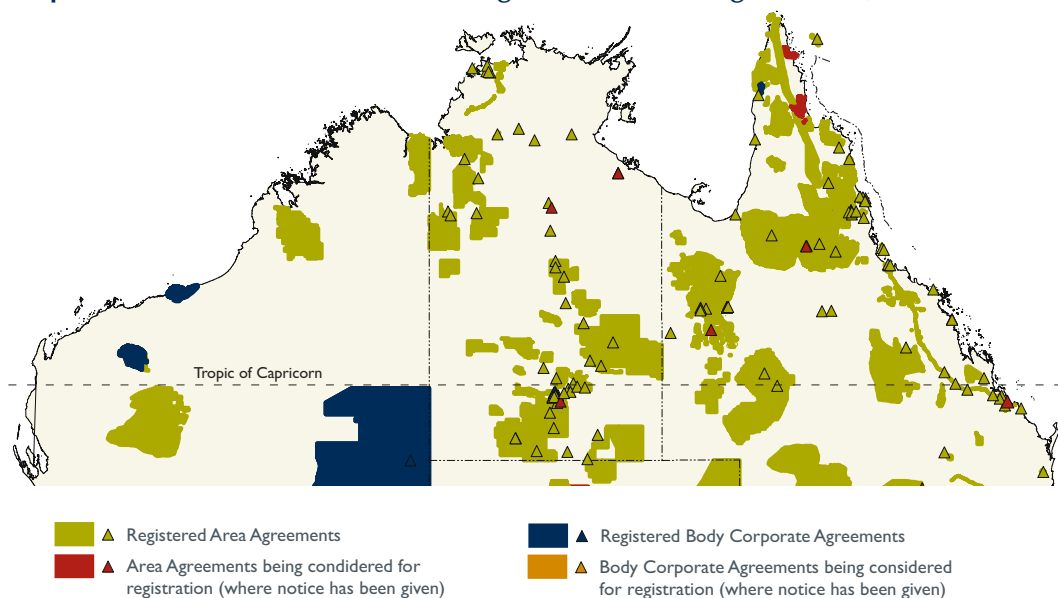 Tropic of Capricorn
Registered Area Agreements
Registered Body Corporate Agreements
Area Agreements being condidered for
registration (where notice has been given)
Body Corporate Agreements being considered
for registration (where notice has been given)